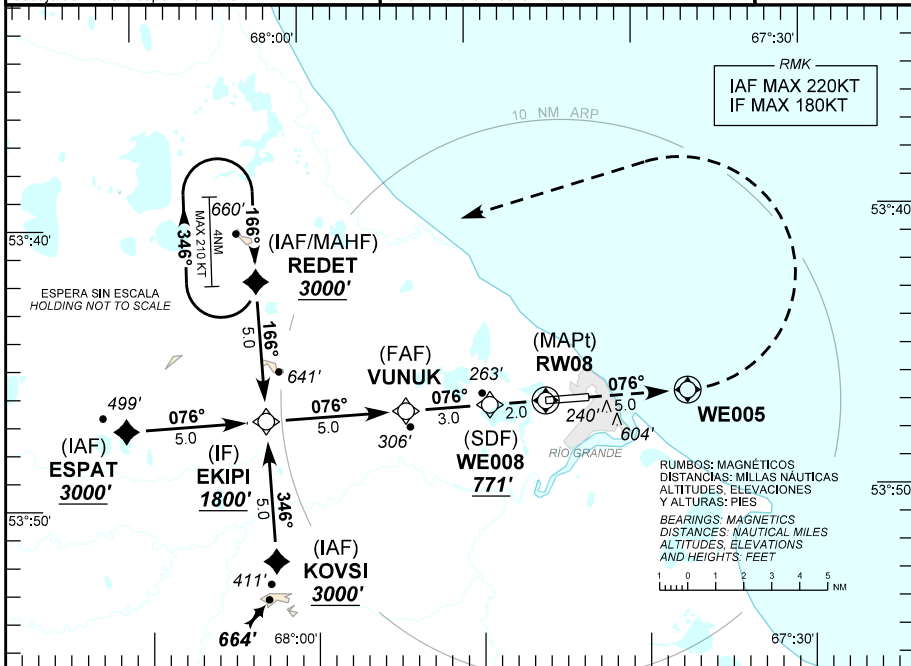 68°:00'
67°:30'
RMK
IAF MAX 220KT
IF MAX 180KT
10 NM ARP
53°:40'
53°:40'
660'
166°
4NM
MAX 210 KT
346°
(IAF/MAHF)
REDET
3000'
ESPERA SIN ESCALA
HOLDING NOT TO SCALE
166°
5.0
641'
(MAPt)
RW08
(FAF)
VUNUK
263'
499'
076°
5.0
076°
5.0
076°
3.0
2.0
240'
076°
5.0
WE005
306'
604'
(IAF)
ESPAT
3000'
(IF)
EKIPI
1800'
(SDF)
WE008
771'
RÍO GRANDE
346°
5.0
RUMBOS: MAGNÉTICOS
DISTANCIAS: MILLAS NÁUTICAS
ALTITUDES, ELEVACIONES
Y ALTURAS: PIES
BEARINGS: MAGNETICS
DISTANCES: NAUTICAL MILES
ALTITUDES, ELEVATIONS
AND HEIGHTS: FEET
53°:50'
53°:50'
(IAF)
KOVSI
3000'
411'
664'
1 0 1 2 3 4 5 NM
68°:00'
67°:30'